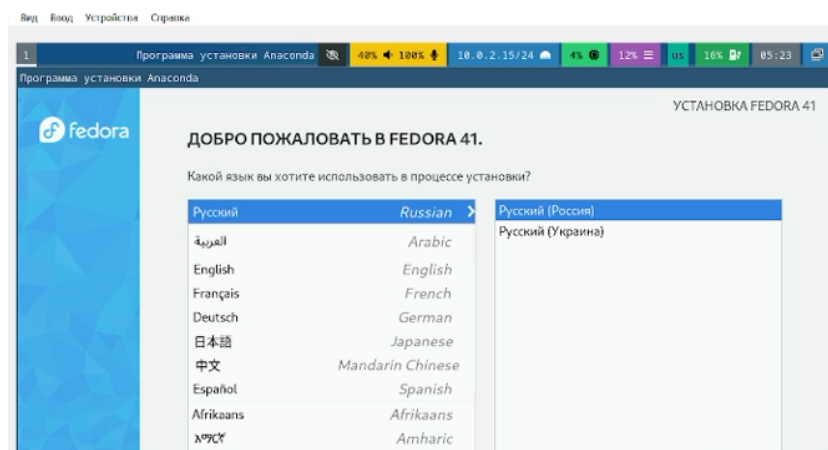 Вид Ввод Устройства Справка
1 Программа установки Anaconda 40% 100% 10.0.2.15/24 4% 12% us 16% 05:23
Программа установки Anaconda
fedora
УСТАНОВКА FEDORA 41
ДОБРО ПОЖАЛОВАТЬ В FEDORA 41.
Какой язык вы хотите использовать в процессе установки?
Русский Russian Русский (Россия)
العربية Arabic Русский (Украина)
English English
Français French
Deutsch German
日本語 Japanese
中文 Mandarin Chinese
Español Spanish
Afrikaans Afrikaans
አማርኛ Amharic